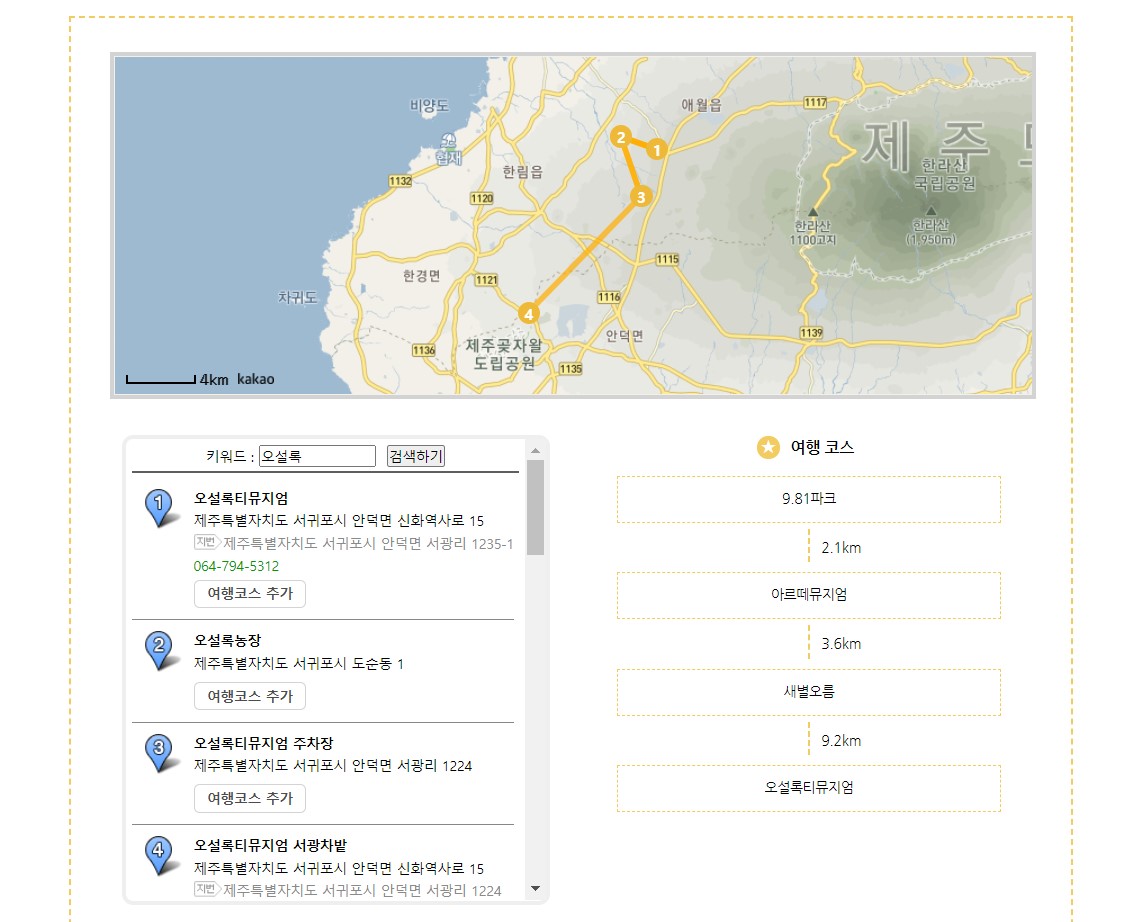 비양도
협재
애월읍
1117
2
1
제 주 도
한라산
국립공원
한림읍
1132
1120
3
한라산
1100고지
한라산
(1,950m)
1115
한경면
1121
차귀도
1116
4
안덕면
1139
제주곶자왈
도립공원
1136
1135
4km kakao
키워드 : 오설록 검색하기
1 오설록티뮤지엄
제주특별자치도 서귀포시 안덕면 신화역사로 15
지번 제주특별자치도 서귀포시 안덕면 서광리 1235-1
064-794-5312
여행코스 추가
2 오설록농장
제주특별자치도 서귀포시 도순동 1
여행코스 추가
3 오설록티뮤지엄 주차장
제주특별자치도 서귀포시 안덕면 서광리 1224
여행코스 추가
4 오설록티뮤지엄 서광차밭
제주특별자치도 서귀포시 안덕면 신화역사로 15
지번 제주특별자치도 서귀포시 안덕면 서광리 1224
여행 코스
9.81파크
2.1km
아르떼뮤지엄
3.6km
새별오름
9.2km
오설록티뮤지엄